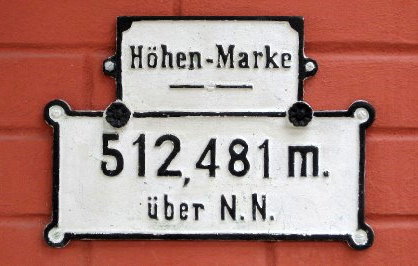 Höhen-Marke
512,481 m.
über N.N.